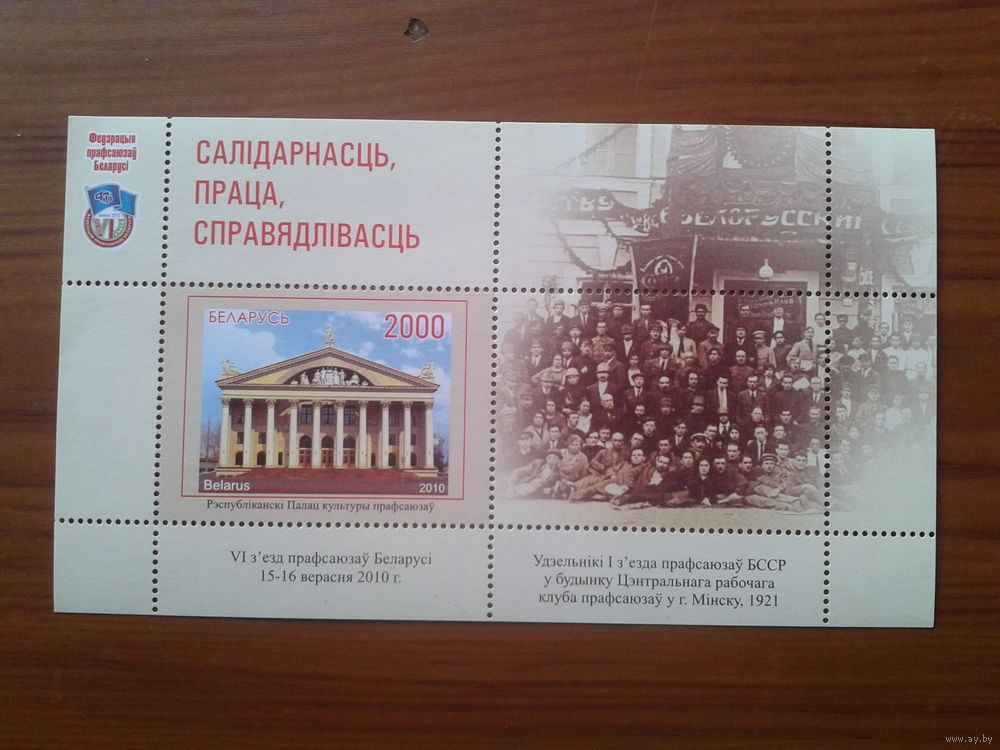 Федэрацыя
прафсаюзаў
Беларусі
САЛІДАРНАСЦЬ,
ПРАЦА,
СПРАВЯДЛІВАСЦЬ
БЕЛОРУССКИЙ
БЕЛАРУСЬ
2000
Belarus
2010
Рэспубліканскі Палац культуры прафсаюзаў
VI з’езд прафсаюзаў Беларусі
15-16 верасня 2010 г.
Удзельнікі І з’езда прафсаюзаў БССР
у будынку Цэнтральнага рабочага
клуба прафсаюзаў у г. Мінску, 1921
www.ay.by